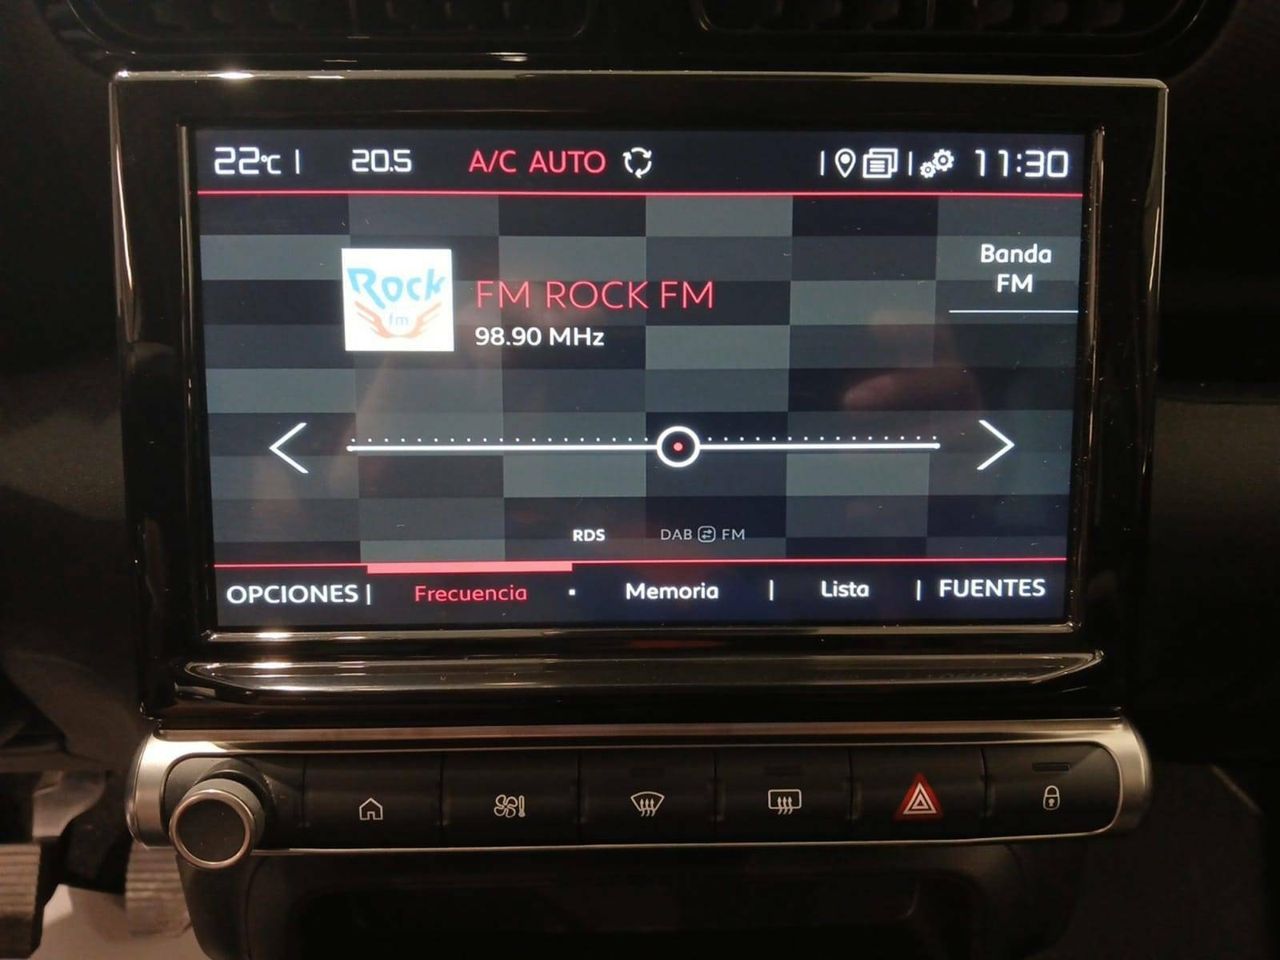 22°C | 20.5 A/C AUTO 11:30
Banda
FM
Rock
fm
FM ROCK FM
98.90 MHz
RDS DAB FM
OPCIONES | Frecuencia Memoria | Lista | FUENTES